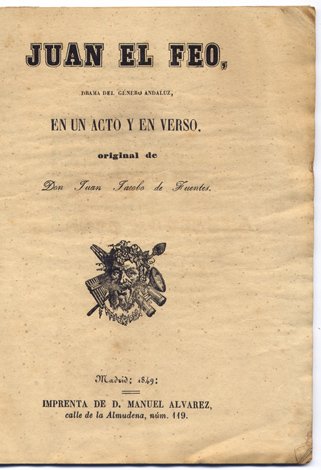 JUAN EL FEO,
DRAMA DEL GÉNERO ANDALUZ,
EN UN ACTO Y EN VERSO.
original de
Don Juan Jacobo de Fuentes.
Madrid; 1849:
IMPRENTA DE D. MANUEL ALVAREZ,
calle de la Almudena, núm. 119.